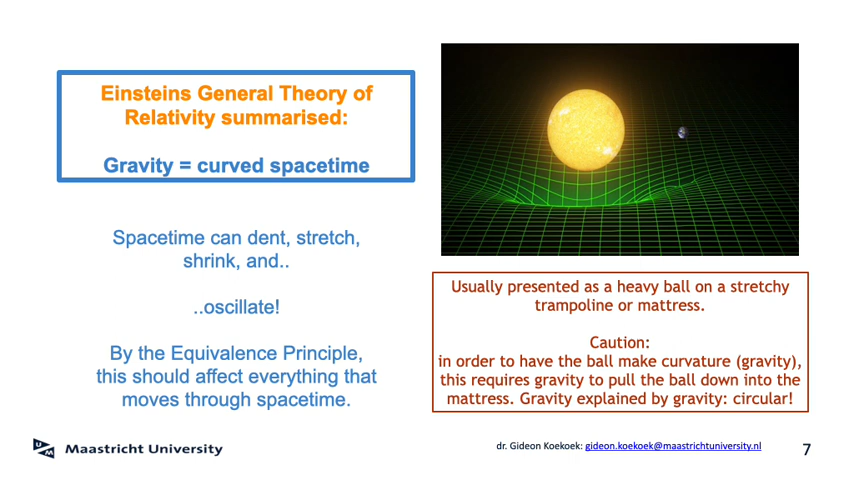 Einsteins General Theory of
Relativity summarised:
Gravity = curved spacetime
Spacetime can dent, stretch,
shrink, and..
..oscillate!
By the Equivalence Principle,
this should affect everything that
moves through spacetime.
Usually presented as a heavy ball on a stretchy
trampoline or mattress.
Caution:
in order to have the ball make curvature (gravity),
this requires gravity to pull the ball down into the
mattress. Gravity explained by gravity: circular!
UM Maastricht University
dr. Gideon Koekoek: gideon.koekoek@maastrichtuniversity.nl
7